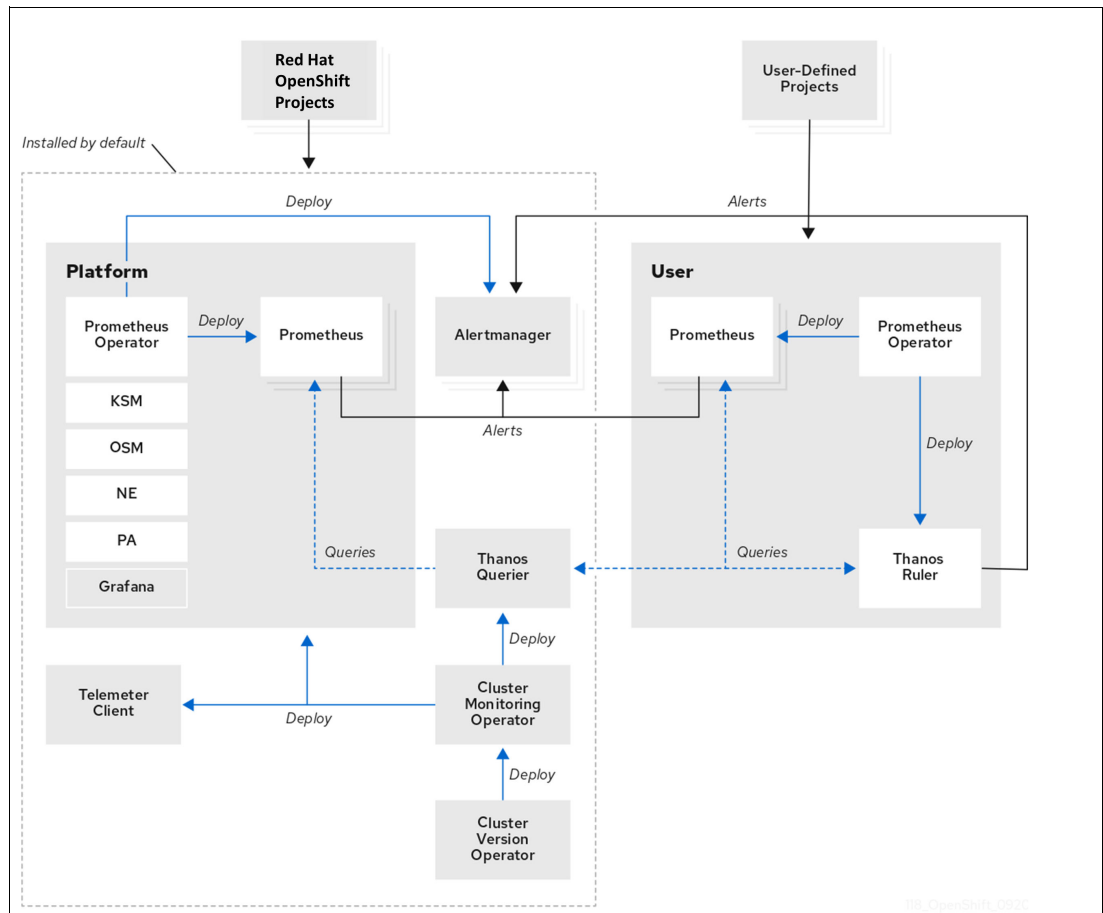 Red Hat
OpenShift
Projects
User-Defined
Projects
Installed by default
Deploy
Alerts
Platform
User
Prometheus
Operator
Deploy
Prometheus
Alertmanager
Prometheus
Deploy
Prometheus
Operator
KSM
Alerts
OSM
Deploy
NE
PA
Queries
Thanos
Querier
Queries
Thanos
Ruler
Grafana
Deploy
Telemeter
Client
Deploy
Cluster
Monitoring
Operator
Deploy
Cluster
Version
Operator
118_OpenShift_0920